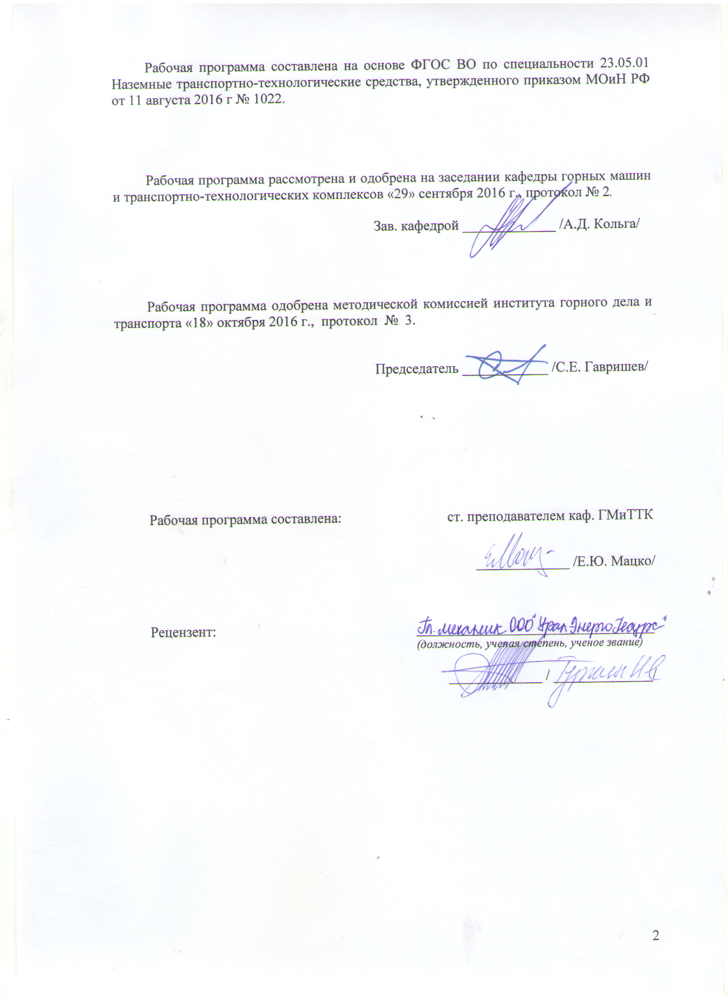 Рабочая программа составлена на основе ФГОС ВО по специальности 23.05.01
Наземные транспортно-технологические средства, утвержденного приказом МОиН РФ
от 11 августа 2016 г № 1022.
Рабочая программа рассмотрена и одобрена на заседании кафедры горных машин
и транспортно-технологических комплексов «29» сентября 2016 г., протокол № 2.
Зав. кафедрой _____________ /А.Д. Кольга/
Рабочая программа одобрена методической комиссией института горного дела и
транспорта «18» октября 2016 г., протокол № 3.
Председатель ____________ /С.Е. Гавришев/
Рабочая программа составлена: ст. преподавателем каф. ГМиТТК
_____________ /Е.Ю. Мацко/
Рецензент: Гл. механик ООО "УралЭнергоРесурс"
(должность, ученая степень, ученое звание)
_____________ / И С /
2